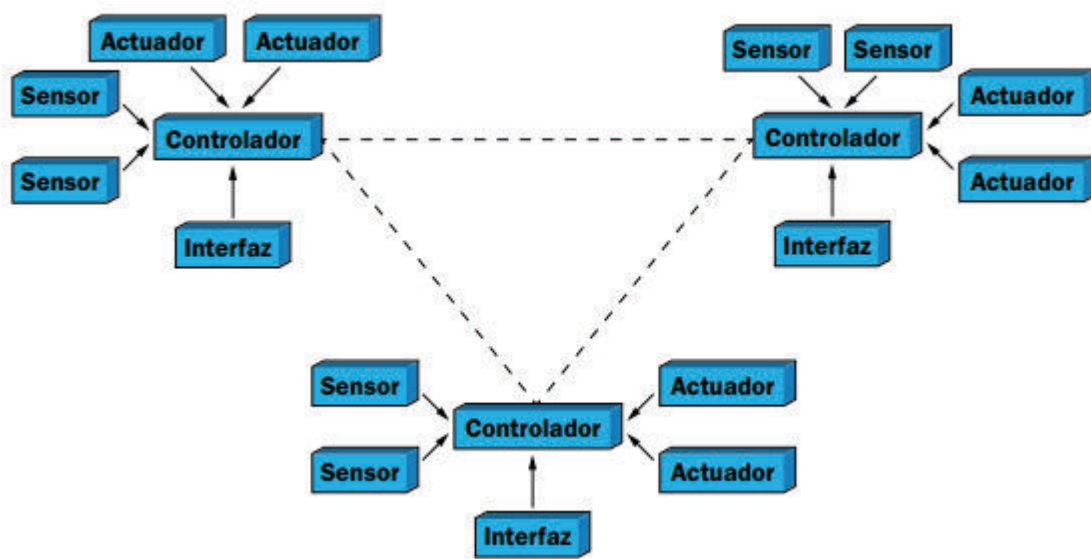 Actuador
Actuador
Sensor
Controlador
Sensor
Interfaz
Sensor
Sensor
Actuador
Controlador
Actuador
Interfaz
Sensor
Actuador
Controlador
Sensor
Actuador
Interfaz